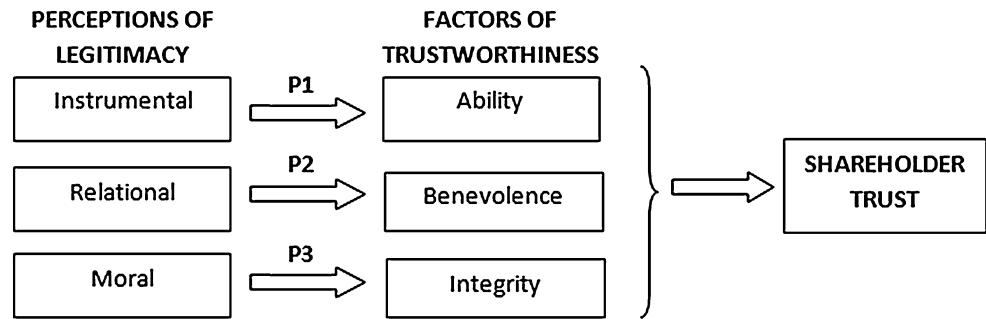 PERCEPTIONS OF
LEGITIMACY
FACTORS OF
TRUSTWORTHINESS
Instrumental
P1
Ability
Relational
P2
Benevolence
Moral
P3
Integrity
SHAREHOLDER
TRUST